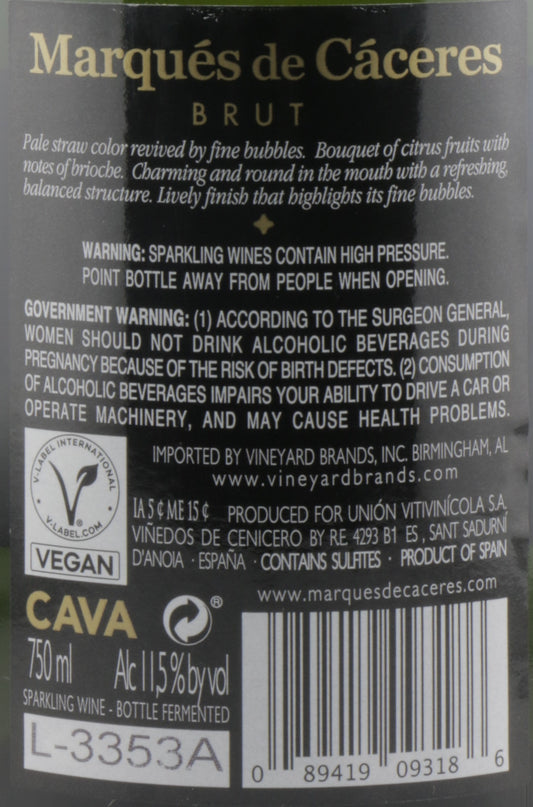 Marqués de Cáceres
BRUT
Pale straw color revived by fine bubbles. Bouquet of citrus fruits with
notes of brioche. Charming and round in the mouth with a refreshing,
balanced structure. Lively finish that highlights its fine bubbles.
WARNING: SPARKLING WINES CONTAIN HIGH PRESSURE.
POINT BOTTLE AWAY FROM PEOPLE WHEN OPENING.
GOVERNMENT WARNING: (1) ACCORDING TO THE SURGEON GENERAL,
WOMEN SHOULD NOT DRINK ALCOHOLIC BEVERAGES DURING
PREGNANCY BECAUSE OF THE RISK OF BIRTH DEFECTS. (2) CONSUMPTION
OF ALCOHOLIC BEVERAGES IMPAIRS YOUR ABILITY TO DRIVE A CAR OR
OPERATE MACHINERY, AND MAY CAUSE HEALTH PROBLEMS.
V-LABEL INTERNATIONAL
· V-LABEL.COM ·
VEGAN
IMPORTED BY VINEYARD BRANDS, INC. BIRMINGHAM, AL
www.vineyardbrands.com
IA 5 ¢ ME 15 ¢ PRODUCED FOR UNIÓN VITIVINÍCOLA S.A.
VIÑEDOS DE CENICERO BY RE 4293 B1 ES, SANT SADURNÍ
D'ANOIA · ESPAÑA · CONTAINS SULFITES · PRODUCT OF SPAIN
www.marquesdecaceres.com
CAVA ®
750 ml Alc 11,5 % by vol
SPARKLING WINE - BOTTLE FERMENTED
L-3353A
0 89419 09318 6